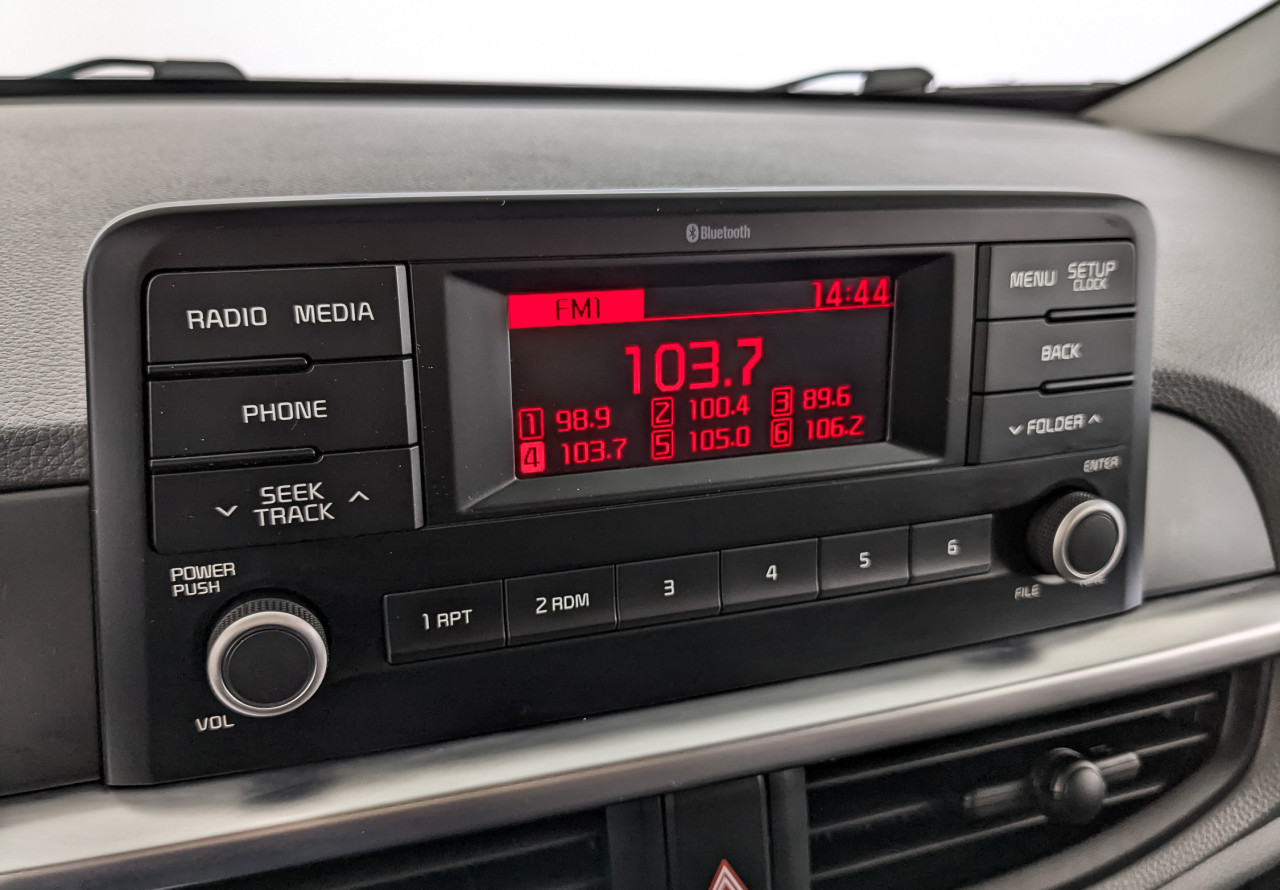 Bluetooth
RADIO MEDIA
PHONE
SEEK
TRACK
POWER
PUSH
VOL
FM1 14:44
103.7
1 98.9 2 100.4 3 89.6
4 103.7 5 105.0 6 106.2
MENU SETUP
CLOCK
BACK
FOLDER
ENTER
FILE
1 RPT 2 RDM 3 4 5 6